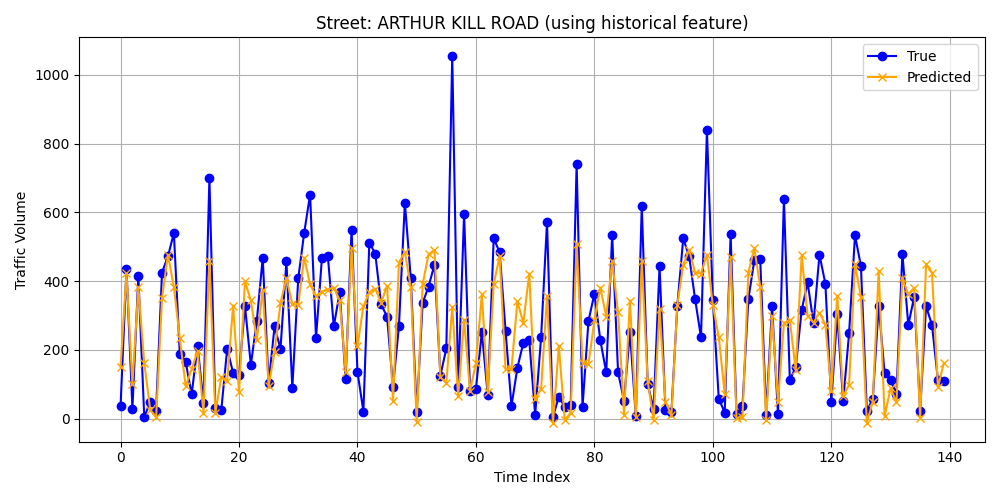 Street: ARTHUR KILL ROAD (using historical feature)
True
Predicted
Traffic Volume
1000
800
600
400
200
0
0 20 40 60 80 100 120 140
Time Index